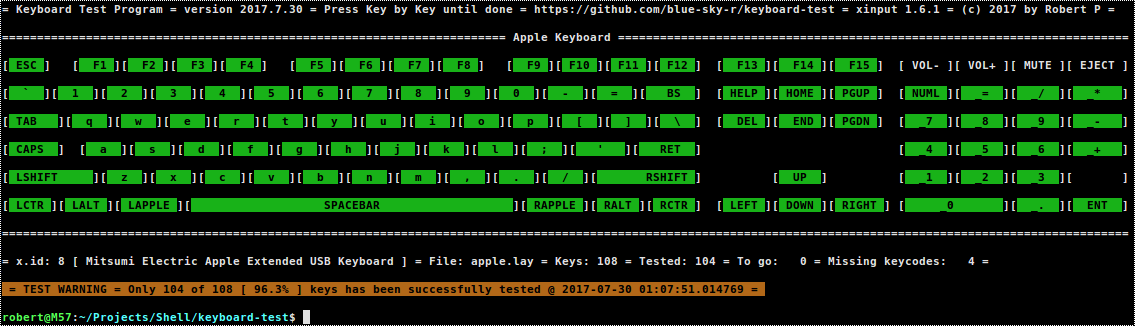 = Keyboard Test Program = version 2017.7.30 = Press Key by Key until done = https://github.com/blue-sky-r/keyboard-test = xinput 1.6.1 = (c) 2017 by Robert P =
======================================================================== Apple Keyboard =========================================================================
[ ESC ]   [  F1 ][  F2 ][  F3 ][  F4 ]   [  F5 ][  F6 ][  F7 ][  F8 ]   [  F9 ][ F10 ][ F11 ][ F12 ]  [  F13 ][  F14 ][  F15 ]  [ VOL- ][ VOL+ ][ MUTE ][ EJECT ]
[  `  ][  1  ][  2  ][  3  ][  4  ][  5  ][  6  ][  7  ][  8  ][  9  ][  0  ][  -  ][  =  ][   BS  ]  [ HELP ][ HOME ][ PGUP ]  [ NUML ][  _=  ][  _/  ][  _*   ]
[ TAB   ][  q  ][  w  ][  e  ][  r  ][  t  ][  y  ][  u  ][  i  ][  o  ][  p  ][  [  ][  ]  ][  \  ]  [  DEL ][  END ][ PGDN ]  [  _7  ][  _8  ][  _9  ][  _-   ]
[ CAPS  ]  [  a  ][  s  ][  d  ][  f  ][  g  ][  h  ][  j  ][  k  ][  l  ][  ;  ][   '   ][   RET  ]                            [  _4  ][  _5  ][  _6  ][  _+   ]
[ LSHIFT     ][  z  ][  x  ][  c  ][  v  ][  b  ][  n  ][  m  ][  ,  ][  .  ][  /  ][       RSHIFT ]          [  UP  ]          [  _1  ][  _2  ][  _3  ][       ]
[ LCTR ][ LALT ][ LAPPLE ][                   SPACEBAR                   ][ RAPPLE ][ RALT ][ RCTR ]  [ LEFT ][ DOWN ][ RIGHT ] [     _0      ][  _.  ][  ENT  ]
=================================================================================================================================================================
= x.id: 8 [ Mitsumi Electric Apple Extended USB Keyboard ] = File: apple.lay = Keys: 108 = Tested: 104 = To go:   0 = Missing keycodes:   4 =
= TEST WARNING = Only 104 of 108 [ 96.3% ] keys has been successfully tested @ 2017-07-30 01:07:51.014769 =
robert@M57:~/Projects/Shell/keyboard-test$